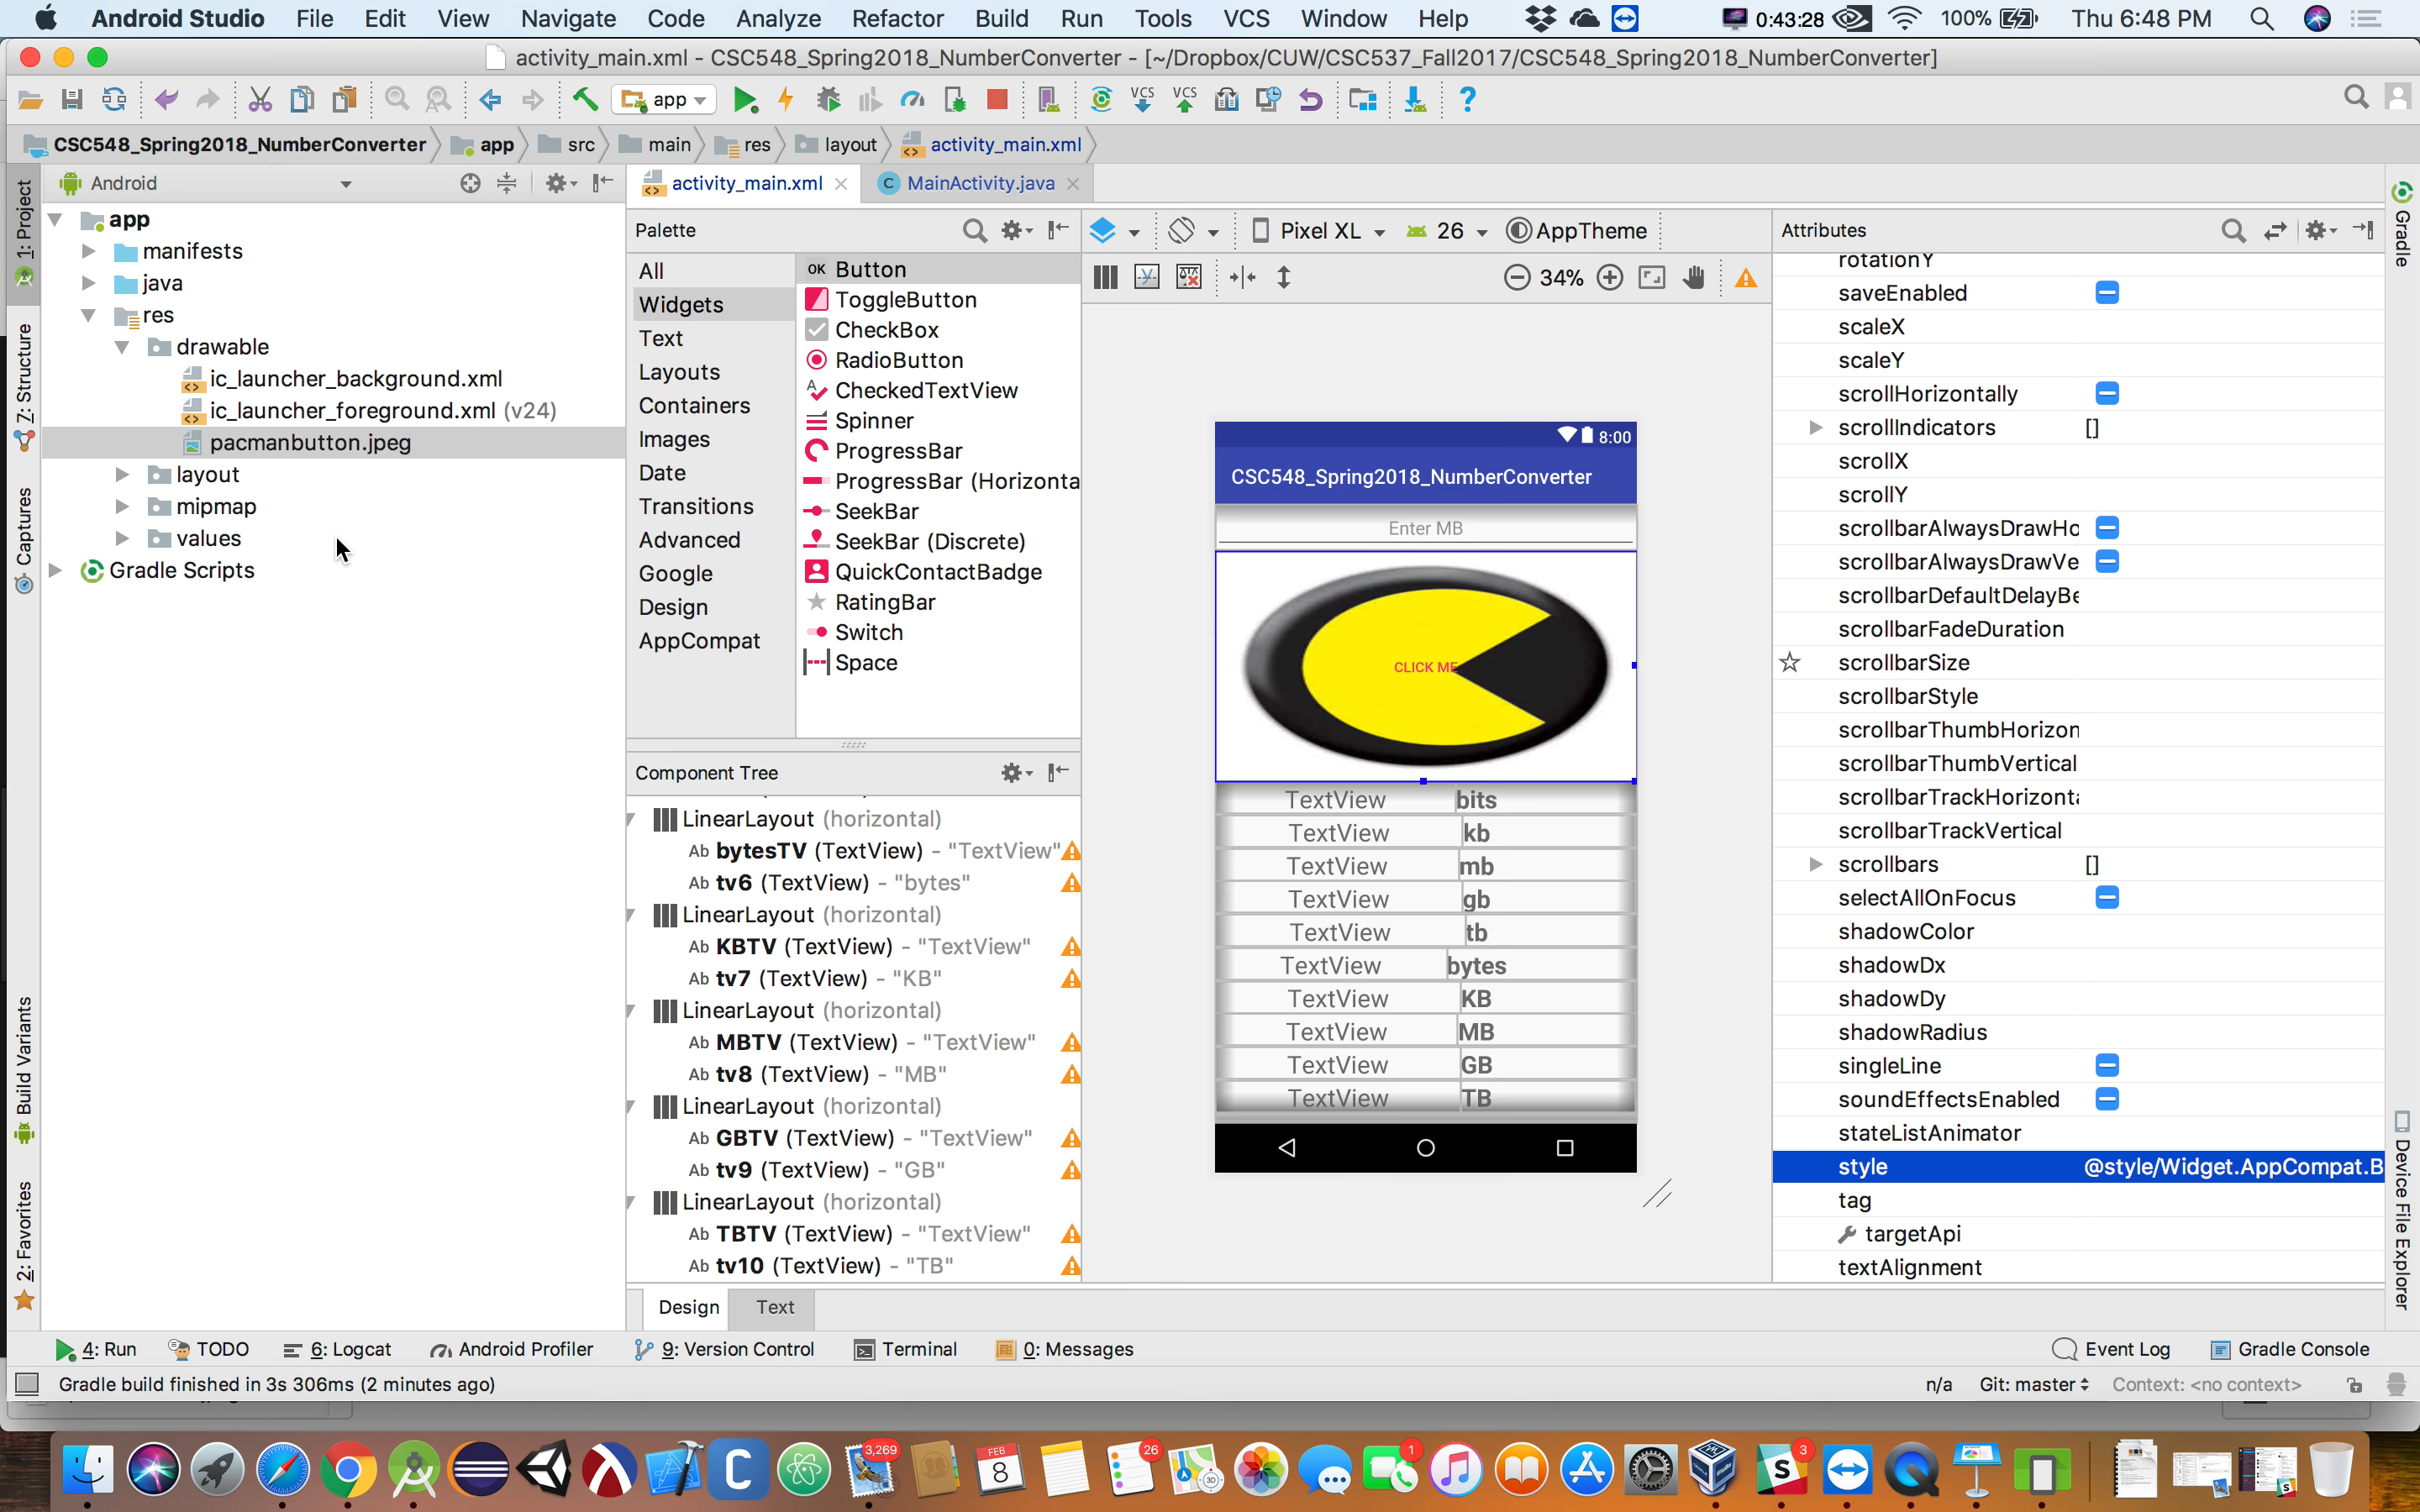 Android Studio File Edit View Navigate Code Analyze Refactor Build Run Tools VCS Window Help 0:43:28 100% Thu 6:48 PM
activity_main.xml - CSC548_Spring2018_NumberConverter - [~/Dropbox/CUW/CSC537_Fall2017/CSC548_Spring2018_NumberConverter]
app VCS VCS ?
CSC548_Spring2018_NumberConverter app src main res layout activity_main.xml
1: Project
7: Structure
Captures
Build Variants
2: Favorites
Android
app
manifests
java
res
drawable
ic_launcher_background.xml
ic_launcher_foreground.xml (v24)
pacmanbutton.jpeg
layout
mipmap
values
Gradle Scripts
activity_main.xml C MainActivity.java
Palette
All
Widgets
Text
Layouts
Containers
Images
Date
Transitions
Advanced
Google
Design
AppCompat
OK Button
ToggleButton
CheckBox
RadioButton
CheckedTextView
Spinner
ProgressBar
ProgressBar (Horizonta
SeekBar
SeekBar (Discrete)
QuickContactBadge
RatingBar
Switch
Space
Component Tree
LinearLayout (horizontal)
Ab bytesTV (TextView) - "TextView"
Ab tv6 (TextView) - "bytes"
LinearLayout (horizontal)
Ab KBTV (TextView) - "TextView"
Ab tv7 (TextView) - "KB"
LinearLayout (horizontal)
Ab MBTV (TextView) - "TextView"
Ab tv8 (TextView) - "MB"
LinearLayout (horizontal)
Ab GBTV (TextView) - "TextView"
Ab tv9 (TextView) - "GB"
LinearLayout (horizontal)
Ab TBTV (TextView) - "TextView"
Ab tv10 (TextView) - "TB"
Design Text
Pixel XL 26 AppTheme
34%
8:00
CSC548_Spring2018_NumberConverter
Enter MB
CLICK ME
TextView bits
TextView kb
TextView mb
TextView gb
TextView tb
TextView bytes
TextView KB
TextView MB
TextView GB
TextView TB
Attributes
rotationY
saveEnabled
scaleX
scaleY
scrollHorizontally
scrollIndicators []
scrollX
scrollY
scrollbarAlwaysDrawHo
scrollbarAlwaysDrawVe
scrollbarDefaultDelayBe
scrollbarFadeDuration
scrollbarSize
scrollbarStyle
scrollbarThumbHorizon
scrollbarThumbVertical
scrollbarTrackHorizonta
scrollbarTrackVertical
scrollbars []
selectAllOnFocus
shadowColor
shadowDx
shadowDy
shadowRadius
singleLine
soundEffectsEnabled
stateListAnimator
style @style/Widget.AppCompat.B
tag
targetApi
textAlignment
Gradle
Device File Explorer
4: Run TODO 6: Logcat Android Profiler 9: Version Control Terminal 0: Messages Event Log Gradle Console
Gradle build finished in 3s 306ms (2 minutes ago) n/a Git: master Context: <no context>
3,269 FEB 8 26 3D 1 3
C S